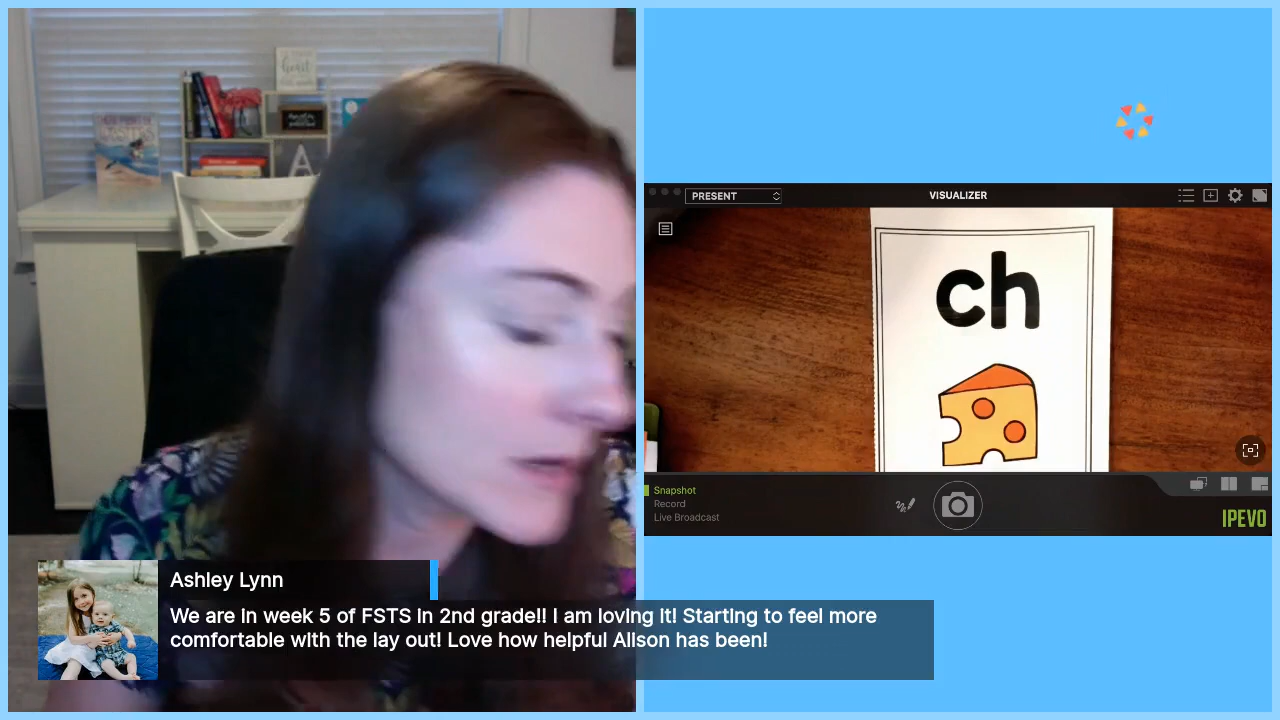 heart
A
PRESENT
VISUALIZER
ch
Snapshot
Record
Live Broadcast
IPEVO
Ashley Lynn
We are in week 5 of FSTS in 2nd grade!! I am loving it! Starting to feel more
comfortable with the lay out! Love how helpful Alison has been!